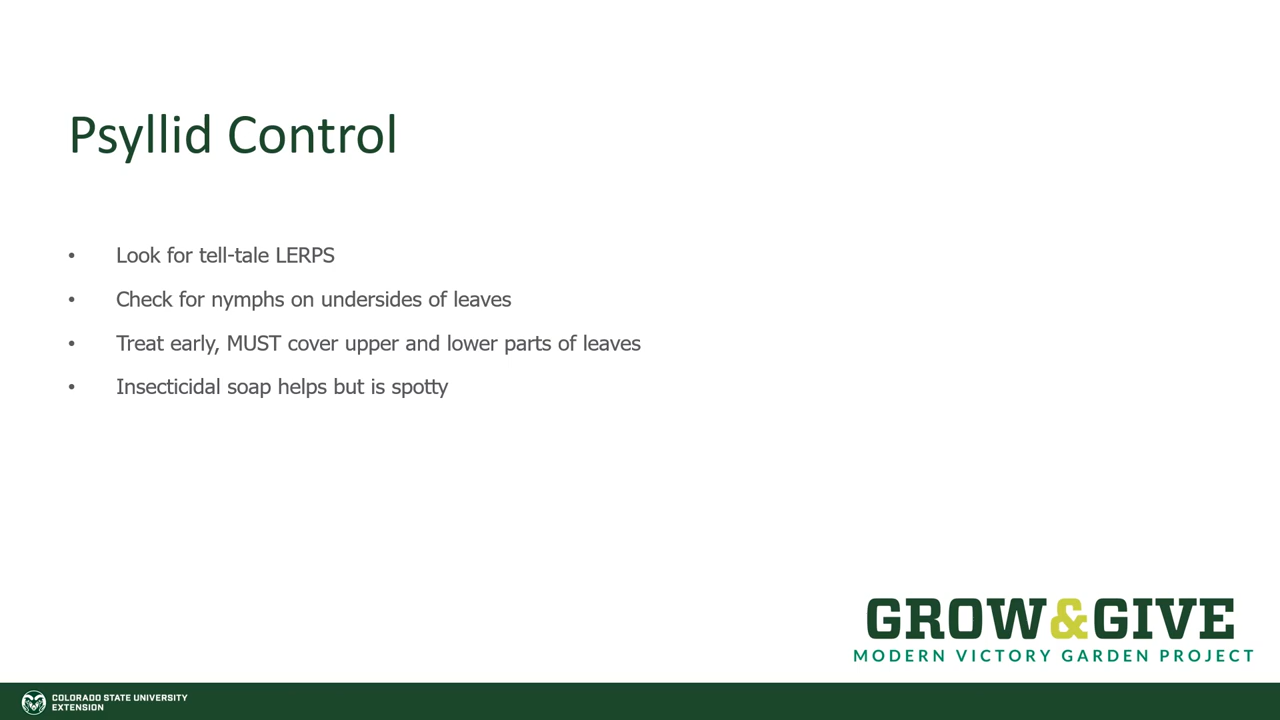 Psyllid Control
• Look for tell-tale LERPS
• Check for nymphs on undersides of leaves
• Treat early, MUST cover upper and lower parts of leaves
• Insecticidal soap helps but is spotty
GROW&GIVE
MODERN VICTORY GARDEN PROJECT
COLORADO STATE UNIVERSITY
EXTENSION